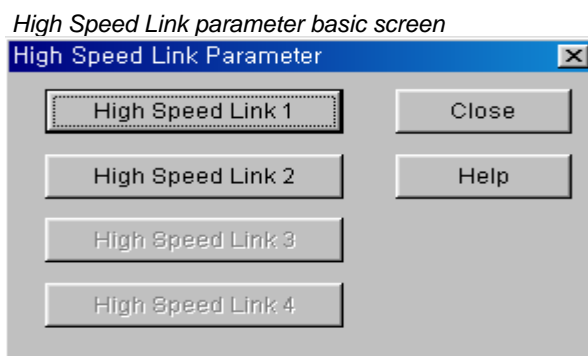 High Speed Link parameter basic screen
High Speed Link Parameter
High Speed Link 1
Close
High Speed Link 2
Help
High Speed Link 3
High Speed Link 4